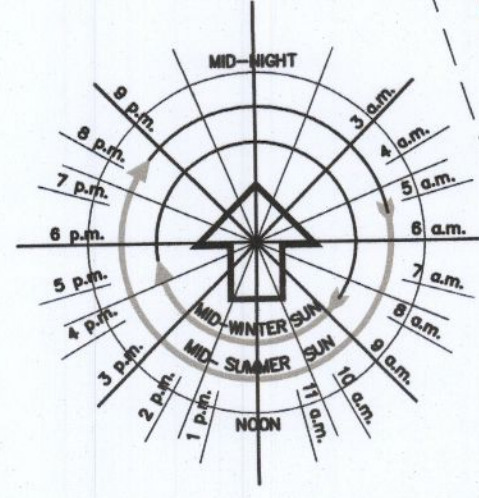 MID-NIGHT
9 p.m.
3 a.m.
8 p.m.
4 a.m.
7 p.m.
5 a.m.
6 p.m.
6 a.m.
5 p.m.
7 a.m.
4 p.m.
8 a.m.
3 p.m.
9 a.m.
MID-WINTER SUN
MID- SUMMER SUN
2 p.m.
10 a.m.
1 p.m.
11 a.m.
NOON